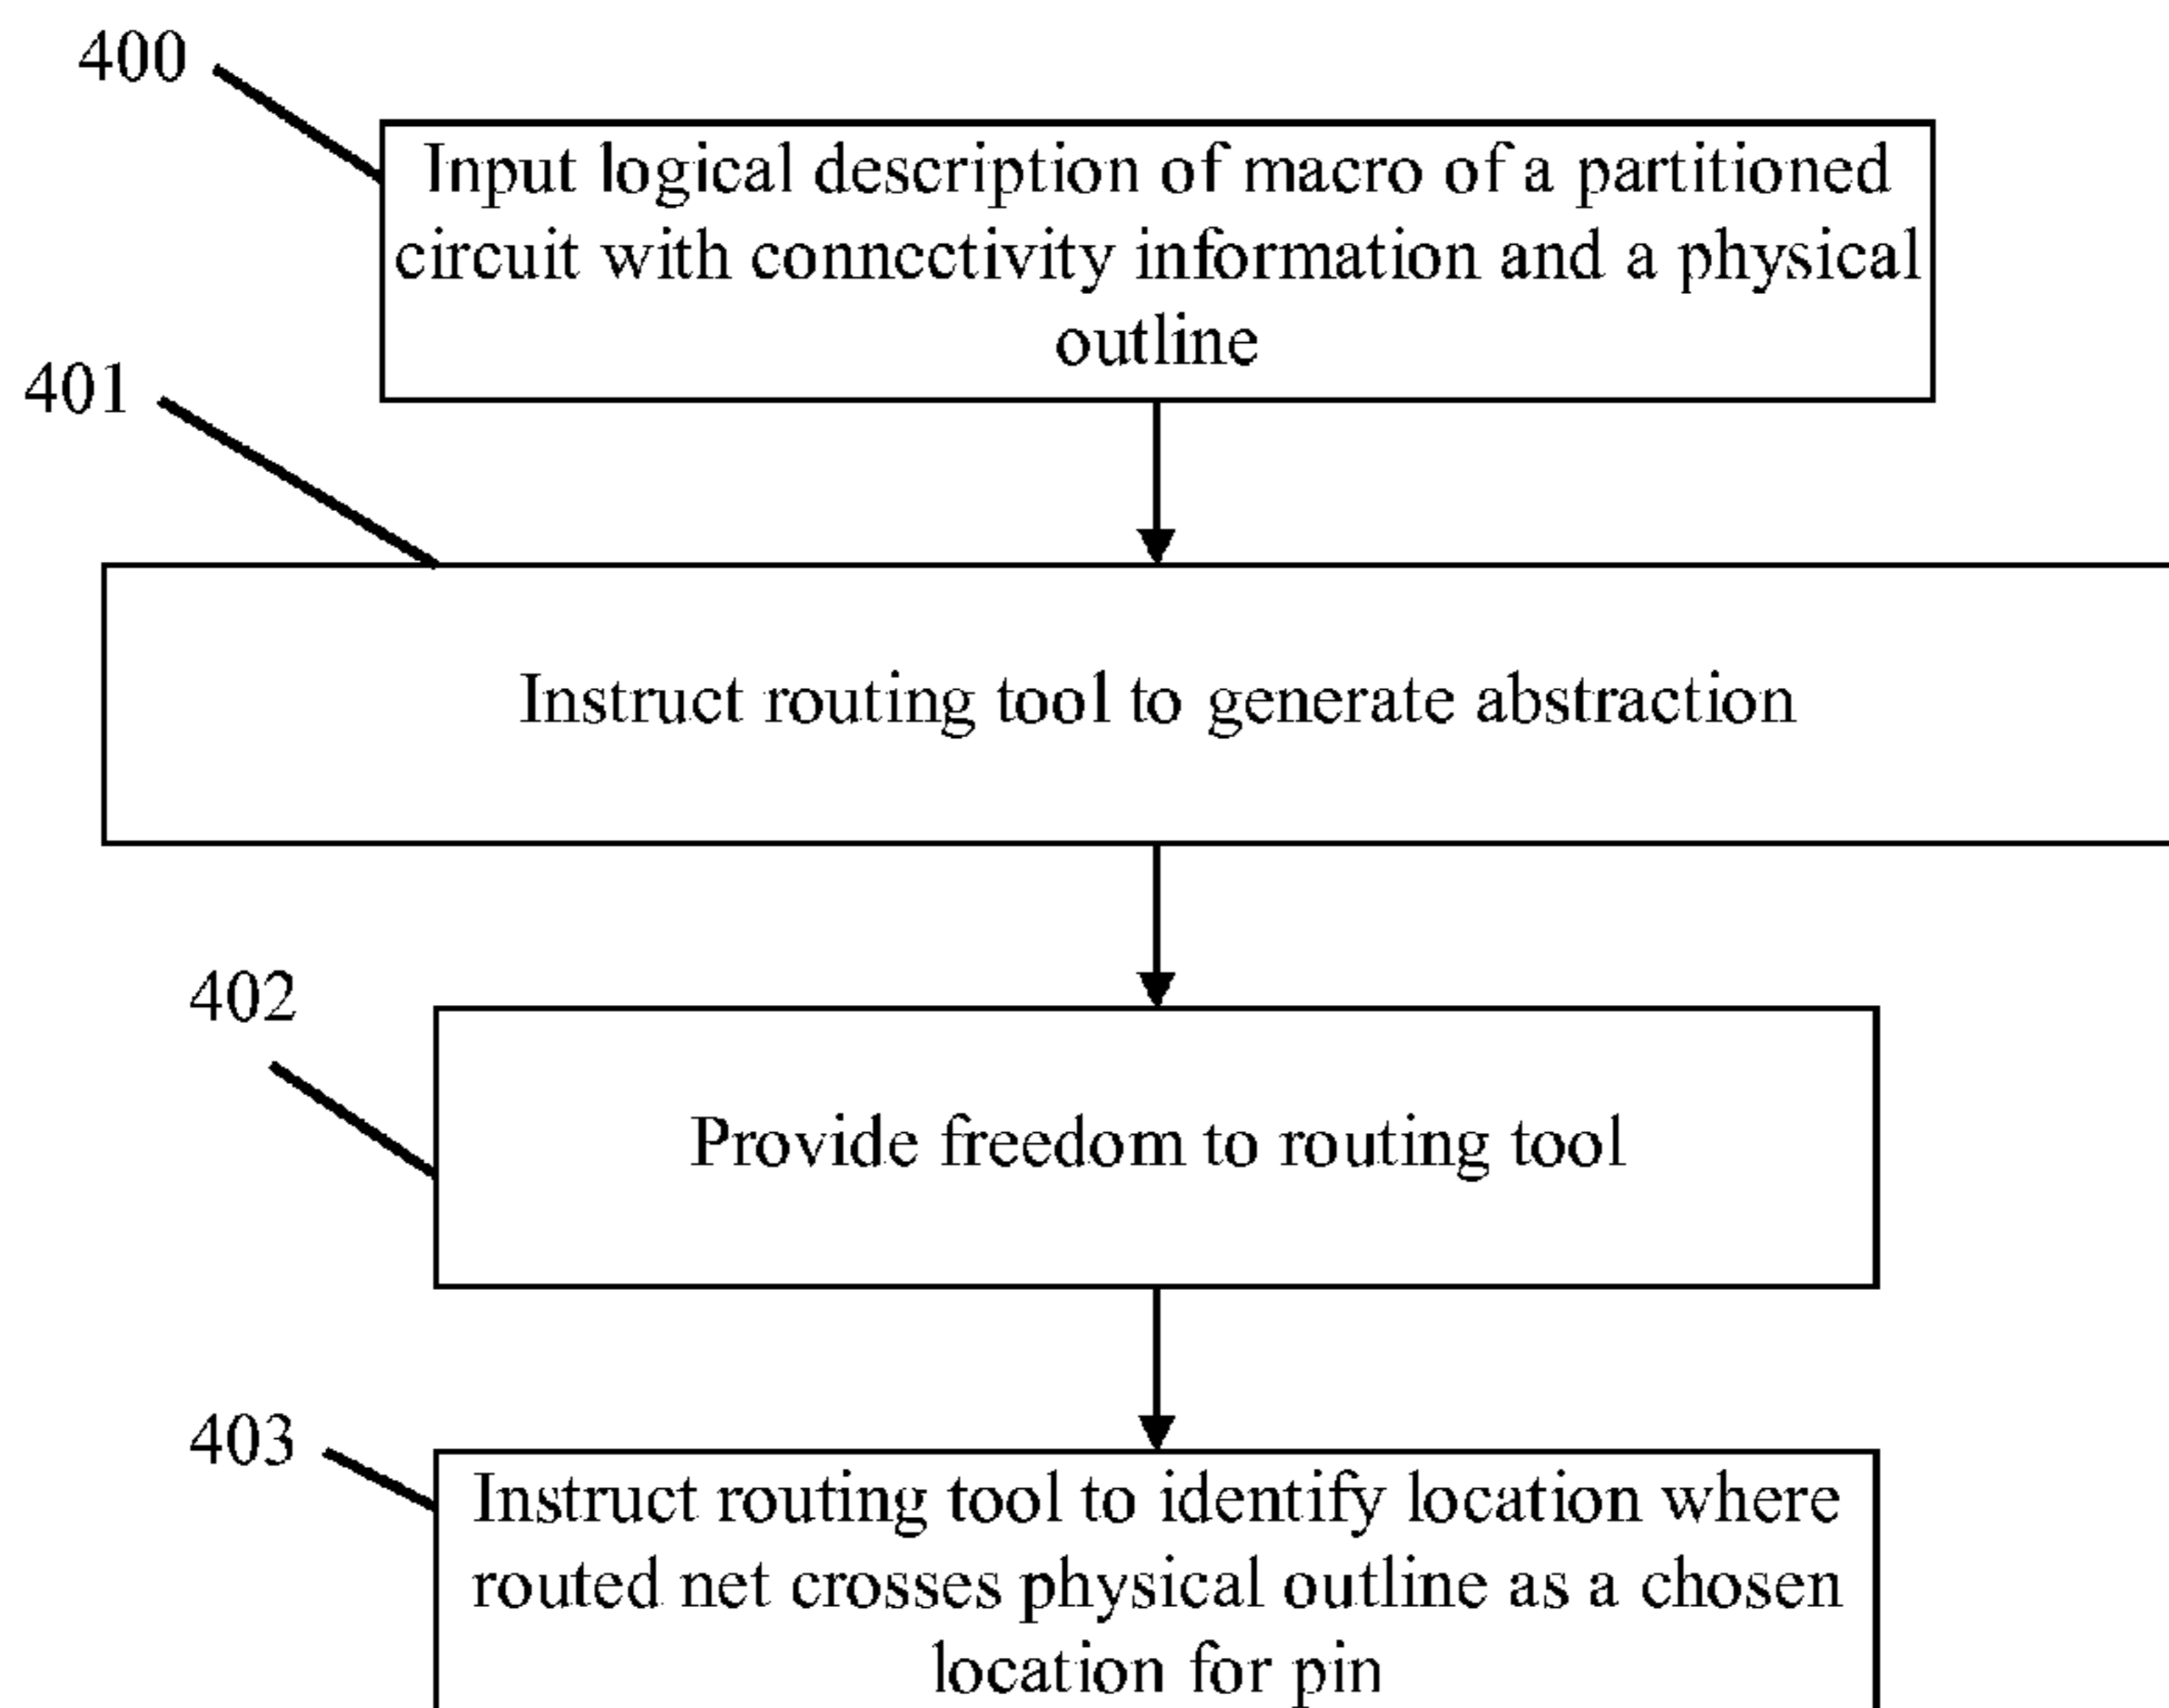 400
Input logical description of macro of a partitioned
circuit with connectivity information and a physical
outline
401
Instruct routing tool to generate abstraction
402
Provide freedom to routing tool
403
Instruct routing tool to identify location where
routed net crosses physical outline as a chosen
location for pin